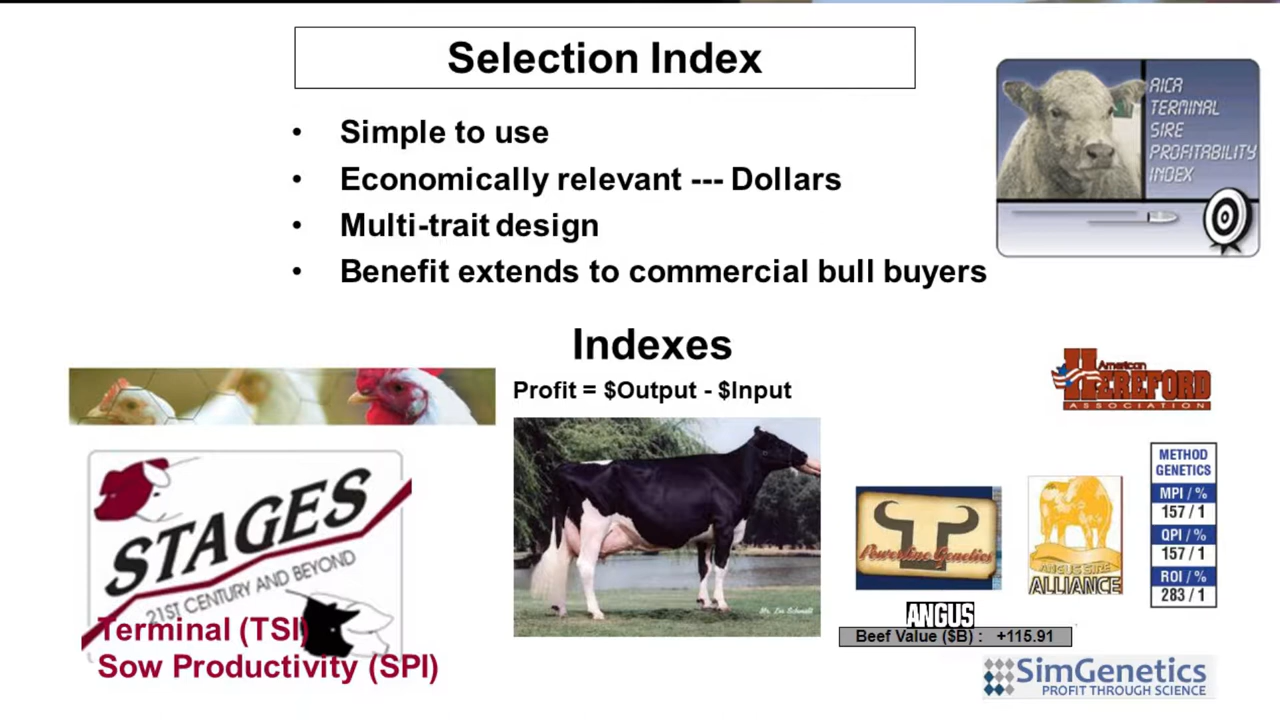 Selection Index
• Simple to use
• Economically relevant --- Dollars
• Multi-trait design
• Benefit extends to commercial bull buyers
AICA
TERMINAL
SIRE
PROFITABILITY
INDEX
Indexes
Profit = $Output - $Input
American
HEREFORD
ASSOCIATION
STAGES
21ST CENTURY AND BEYOND
Terminal (TSI)
Sow Productivity (SPI)
Powerline Genetics
ANGUS SIRE
ALLIANCE
METHOD
GENETICS
MPI / %
157 / 1
QPI / %
157 / 1
ROI / %
283 / 1
ANGUS
Beef Value ($B) : +115.91
SimGenetics
PROFIT THROUGH SCIENCE